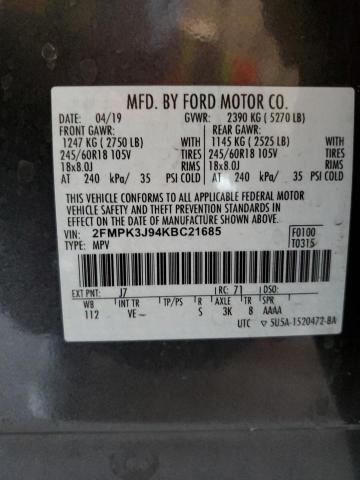 MFD. BY FORD MOTOR CO.
DATE: 04/19 GVWR: 2390 KG ( 5270 LB)
FRONT GAWR: REAR GAWR:
1247 KG ( 2750 LB) WITH 1145 KG ( 2525 LB) WITH
245/60R18 105V TIRES 245/60R18 105V TIRES
18x8.0J RIMS 18x8.0J RIMS
AT 240 kPa/ 35 PSI COLD AT 240 kPa/ 35 PSI COLD
THIS VEHICLE CONFORMS TO ALL APPLICABLE FEDERAL MOTOR
VEHICLE SAFETY AND THEFT PREVENTION STANDARDS IN
EFFECT ON THE DATE OF MANUFACTURE SHOWN ABOVE.
VIN: 2FMPK3J94KBC21685 F0100
TYPE: MPV T0315
EXT PNT: J7 RC: 71 DSO:
WB INT TR TP/PS R AXLE TR SPR
112 VE- S 3K 8 AAAA
UTC 5U5A-1520472-BA